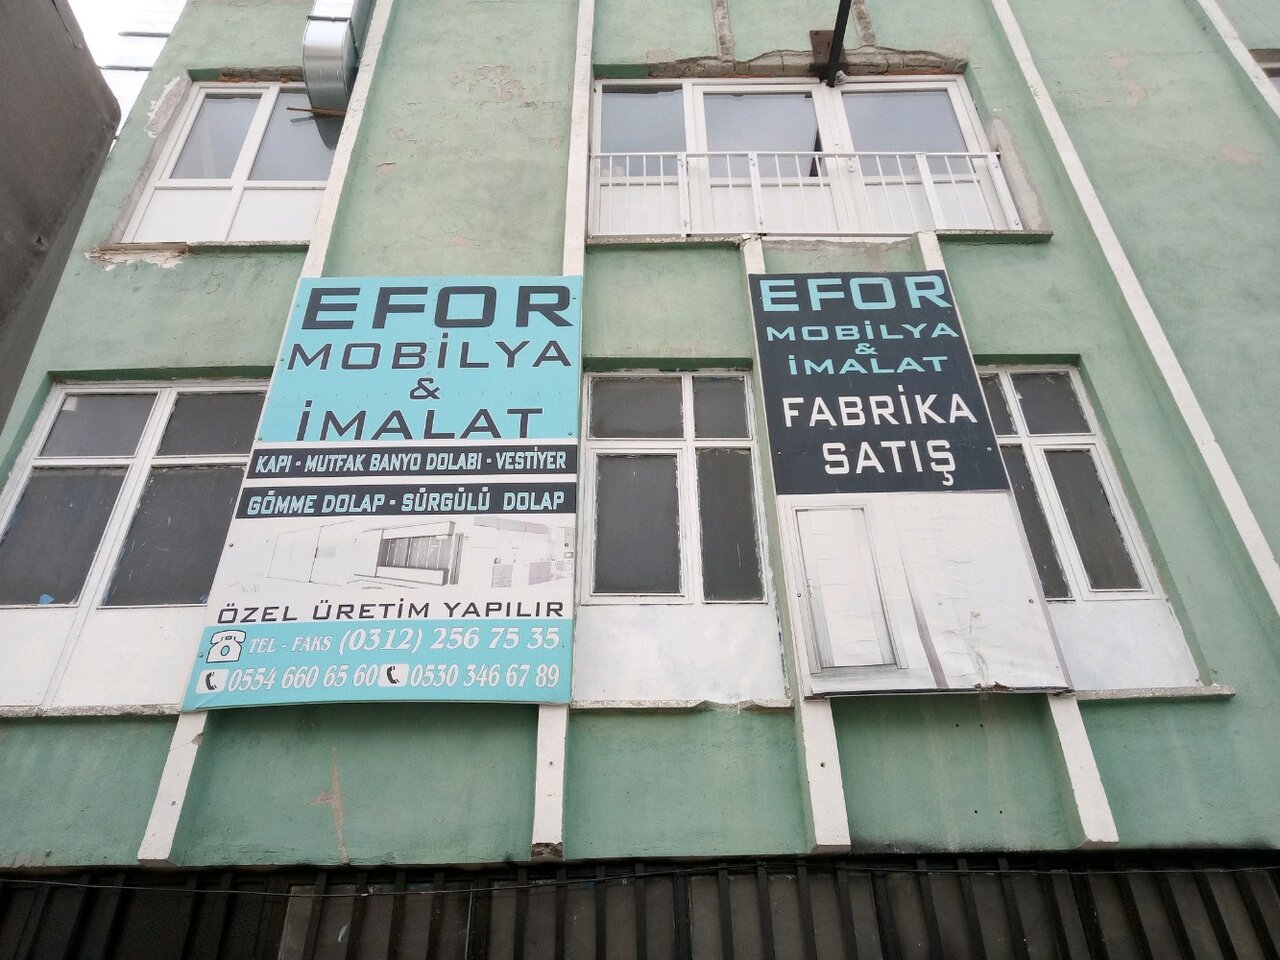 EFOR
MOBİLYA
&
İMALAT
KAPI - MUTFAK BANYO DOLABI - VESTİYER
GÖMME DOLAP - SÜRGÜLÜ DOLAP
ÖZEL ÜRETİM YAPILIR
TEL - FAKS (0312) 256 75 35
0554 660 65 60 0530 346 67 89
EFOR
MOBİLYA
&
İMALAT
FABRİKA
SATIŞ